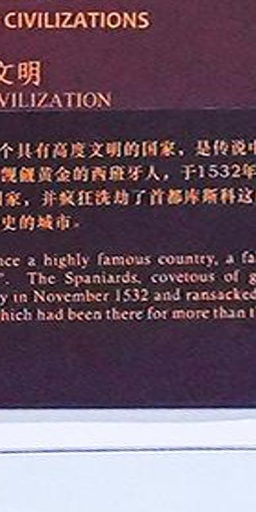 CIVILIZATIONS
文明
VILIZATION
个具有高度文明的国家，是传说中
觊觎黄金的西班牙人，于1532年
国家，并疯狂洗劫了首都库斯科这
史的城市。
nce a highly famous country, a fa
". The Spaniards, covetous of g
y in November 1532 and ransacked
hich had been there for more than t